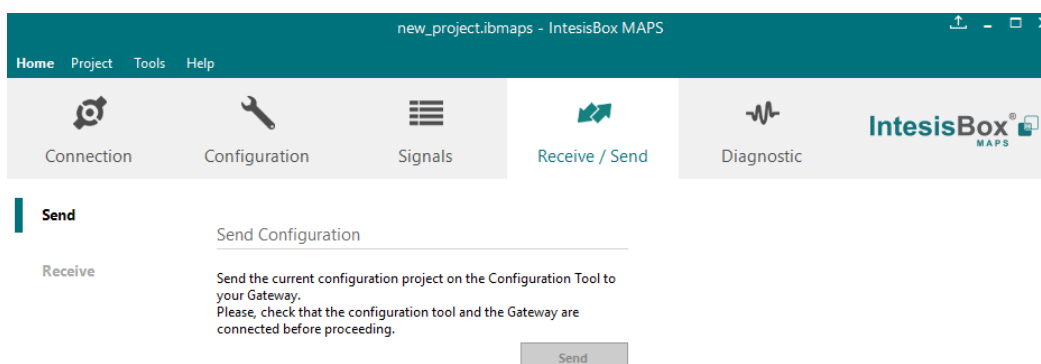 new_project.ibmaps - IntesisBox MAPS
Home Project Tools Help
Connection Configuration Signals Receive / Send Diagnostic IntesisBox® MAPS
Send
Send Configuration
Receive
Send the current configuration project on the Configuration Tool to
your Gateway.
Please, check that the configuration tool and the Gateway are
connected before proceeding.
Send